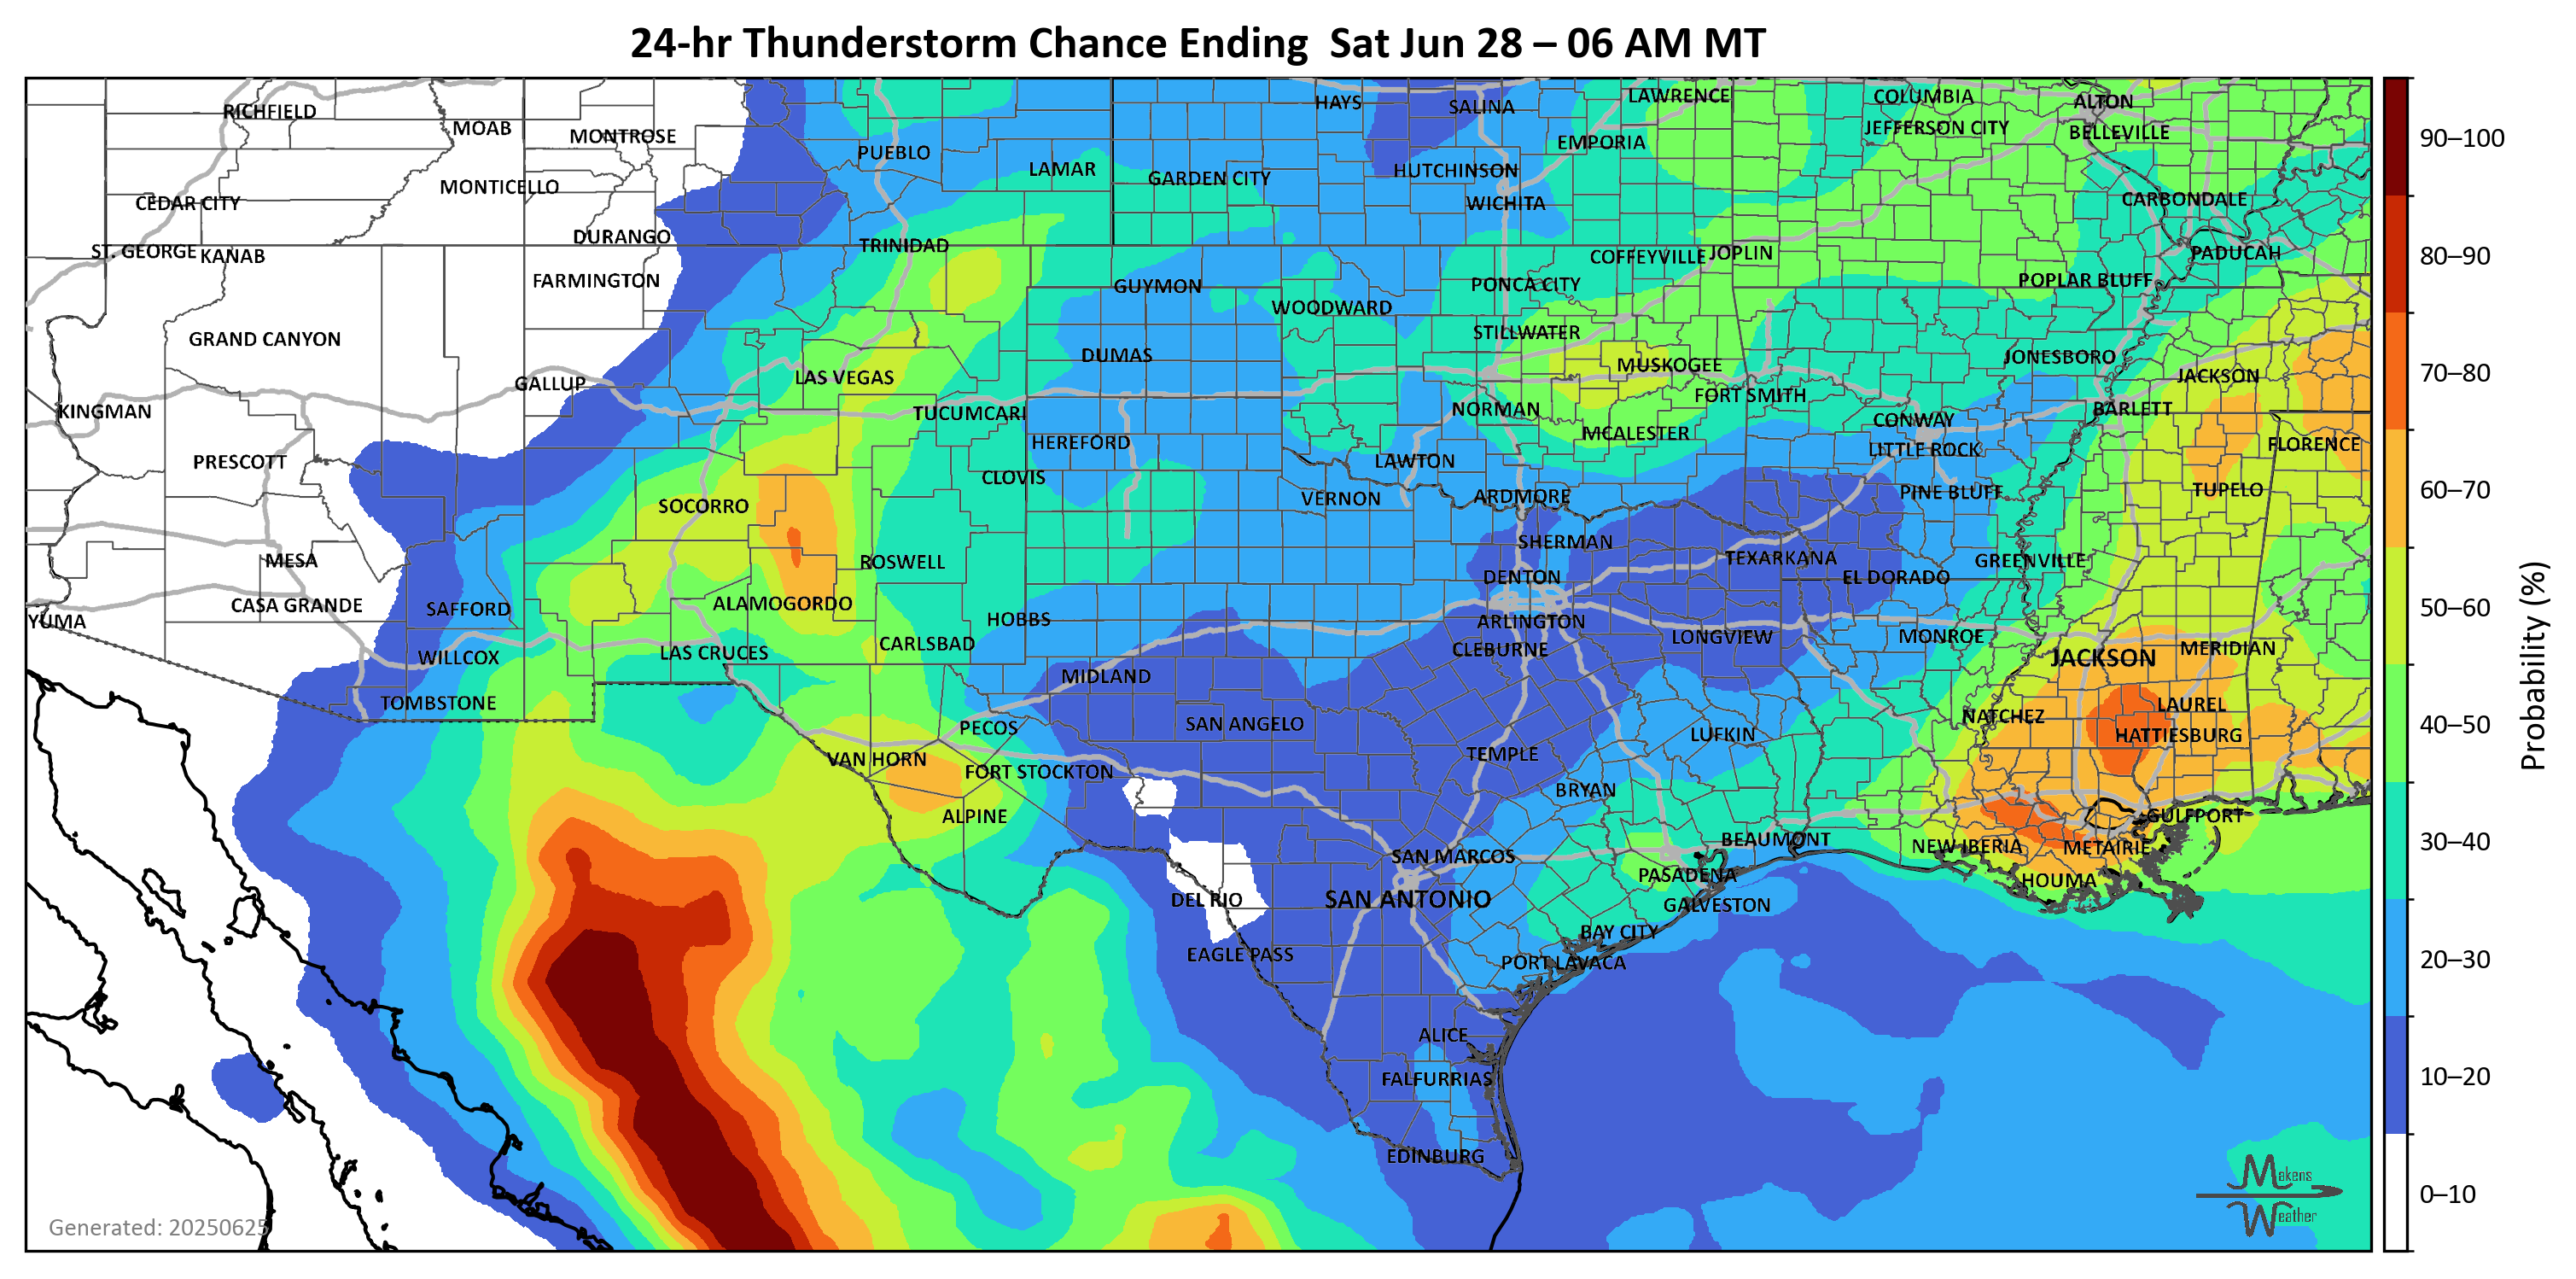 24-hr Thunderstorm Chance Ending  Sat Jun 28 – 06 AM MT
RICHFIELD
MOAB
MONTROSE
MONTICELLO
CEDAR CITY
DURANGO
ST. GEORGE
KANAB
FARMINGTON
GRAND CANYON
GALLUP
KINGMAN
PRESCOTT
MESA
CASA GRANDE
YUMA
SAFFORD
WILLCOX
TOMBSTONE
PUEBLO
LAMAR
TRINIDAD
LAS VEGAS
TUCUMCARI
CLOVIS
SOCORRO
ROSWELL
ALAMOGORDO
HOBBS
CARLSBAD
LAS CRUCES
HAYS
SALINA
LAWRENCE
EMPORIA
GARDEN CITY
HUTCHINSON
WICHITA
COFFEYVILLE
JOPLIN
GUYMON
WOODWARD
PONCA CITY
STILLWATER
MUSKOGEE
DUMAS
NORMAN
FORT SMITH
MCALESTER
HEREFORD
LAWTON
VERNON
ARDMORE
SHERMAN
DENTON
TEXARKANA
ARLINGTON
CLEBURNE
LONGVIEW
MIDLAND
SAN ANGELO
PECOS
VAN HORN
FORT STOCKTON
ALPINE
TEMPLE
LUFKIN
BRYAN
BEAUMONT
SAN MARCOS
PASADENA
SAN ANTONIO
GALVESTON
DEL RIO
BAY CITY
EAGLE PASS
PORT LAVACA
ALICE
FALFURRIAS
EDINBURG
COLUMBIA
ALTON
JEFFERSON CITY
BELLEVILLE
CARBONDALE
PADUCAH
POPLAR BLUFF
JONESBORO
JACKSON
BARLETT
CONWAY
FLORENCE
LITTLE ROCK
PINE BLUFF
TUPELO
GREENVILLE
EL DORADO
MONROE
JACKSON
MERIDIAN
NATCHEZ
LAUREL
HATTIESBURG
GULFPORT
NEW IBERIA
METAIRIE
HOUMA
90–100
80–90
70–80
60–70
50–60
40–50
30–40
20–30
10–20
0–10
Probability (%)
Makens
Weather
Generated: 20250625